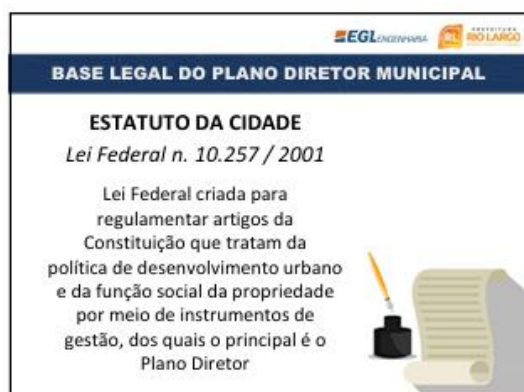 EGL ENGENHARIA
RL PREFEITURA
RIO LARGO
BASE LEGAL DO PLANO DIRETOR MUNICIPAL
ESTATUTO DA CIDADE
Lei Federal n. 10.257 / 2001
Lei Federal criada para
regulamentar artigos da
Constituição que tratam da
política de desenvolvimento urbano
e da função social da propriedade
por meio de instrumentos de
gestão, dos quais o principal é o
Plano Diretor